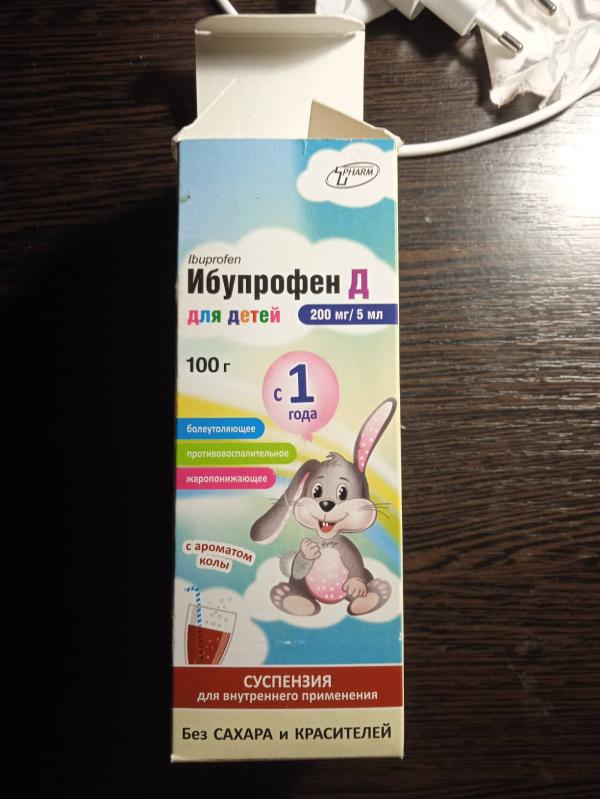 PHARM
Ibuprofen
Ибупрофен Д
для детей
200 мг/ 5 мл
100 г
с 1 года
болеутоляющее
противовоспалительное
жаропонижающее
с ароматом
колы
СУСПЕНЗИЯ
для внутреннего применения
Без САХАРА и КРАСИТЕЛЕЙ